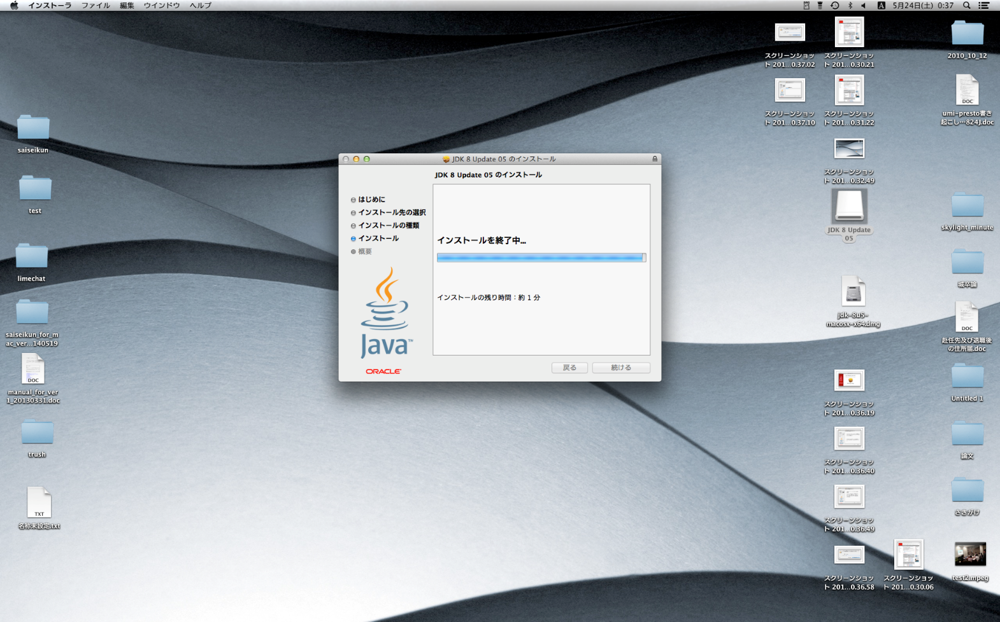 インストーラ ファイル 編集 ウインドウ ヘルプ
A 5月24日(土) 0:37
スクリーンショッ
ト 201...0.37.02
スクリーンショッ
ト 201...0.30.21
2010_10_12
スクリーンショッ
ト 201...0.37.10
スクリーンショッ
ト 201...0.31.22
DOC
umi-presto書き
起こし…824J.doc
saiseikun
スクリーンショッ
ト 201...0.32.49
test
JDK 8 Update
05
skylight_minute
limechat
JDK 8 Update 05 のインストール
JDK 8 Update 05 のインストール
はじめに
インストール先の選択
インストールの種類
インストール
概要
インストールを終了中...
インストールの残り時間：約 1 分
Java™
ORACLE
戻る
続ける
城卒論
jdk-8u5-
macosx-x64.dmg
DOC
赴任先及び退職後
の住所届.doc
saiseikun_for_m
ac_ver...140519
DOC
manual_for_ver
1_20130331.doc
スクリーンショッ
ト 201...0.36.19
Untitled 1
trush
スクリーンショッ
ト 201...0.36.40
論文
TXT
名称未設定.txt
スクリーンショッ
ト 201...0.36.49
ささがけ
スクリーンショッ
ト 201...0.36.58
スクリーンショッ
ト 201...0.30.06
test2.mpeg